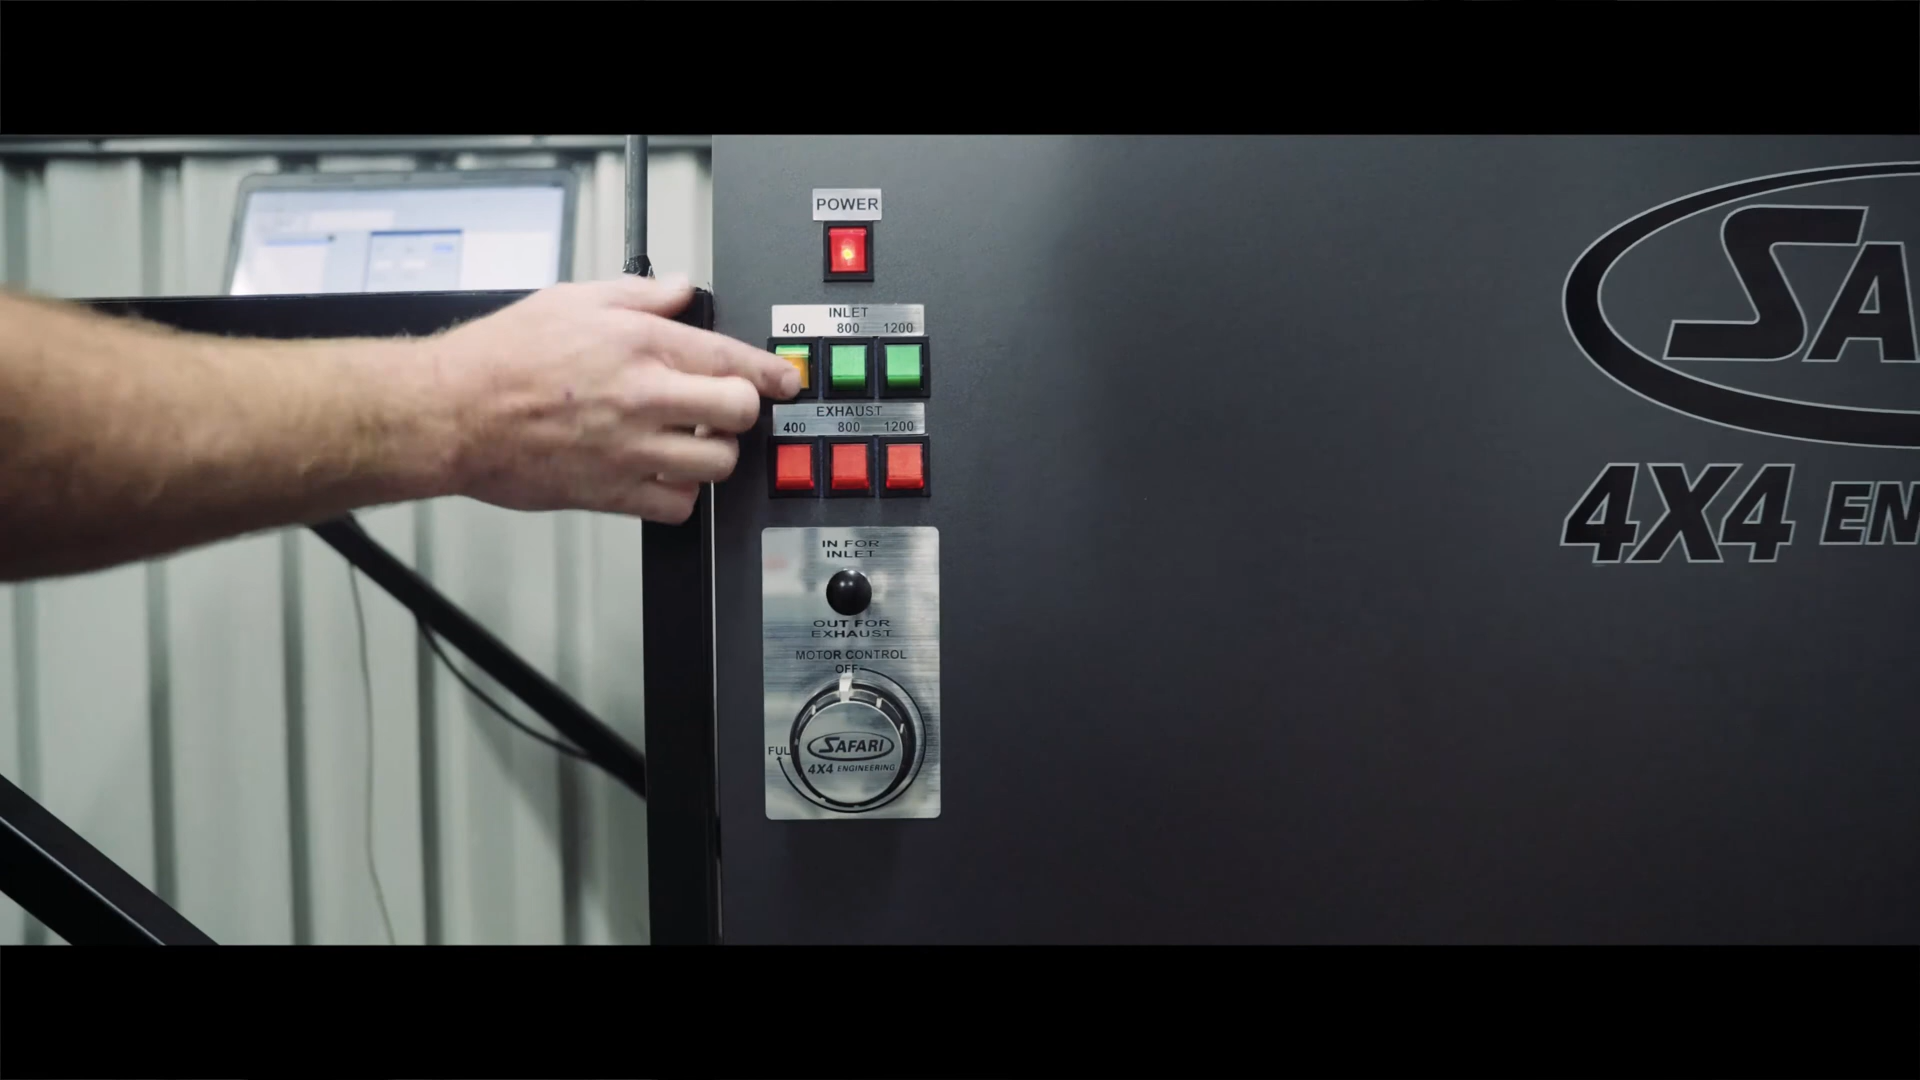 POWER
INLET
400 800 1200
EXHAUST
400 800 1200
IN FOR
INLET
OUT FOR
EXHAUST
MOTOR CONTROL
OFF
FUL
SAFARI
4X4 ENGINEERING
SA
4X4 EN